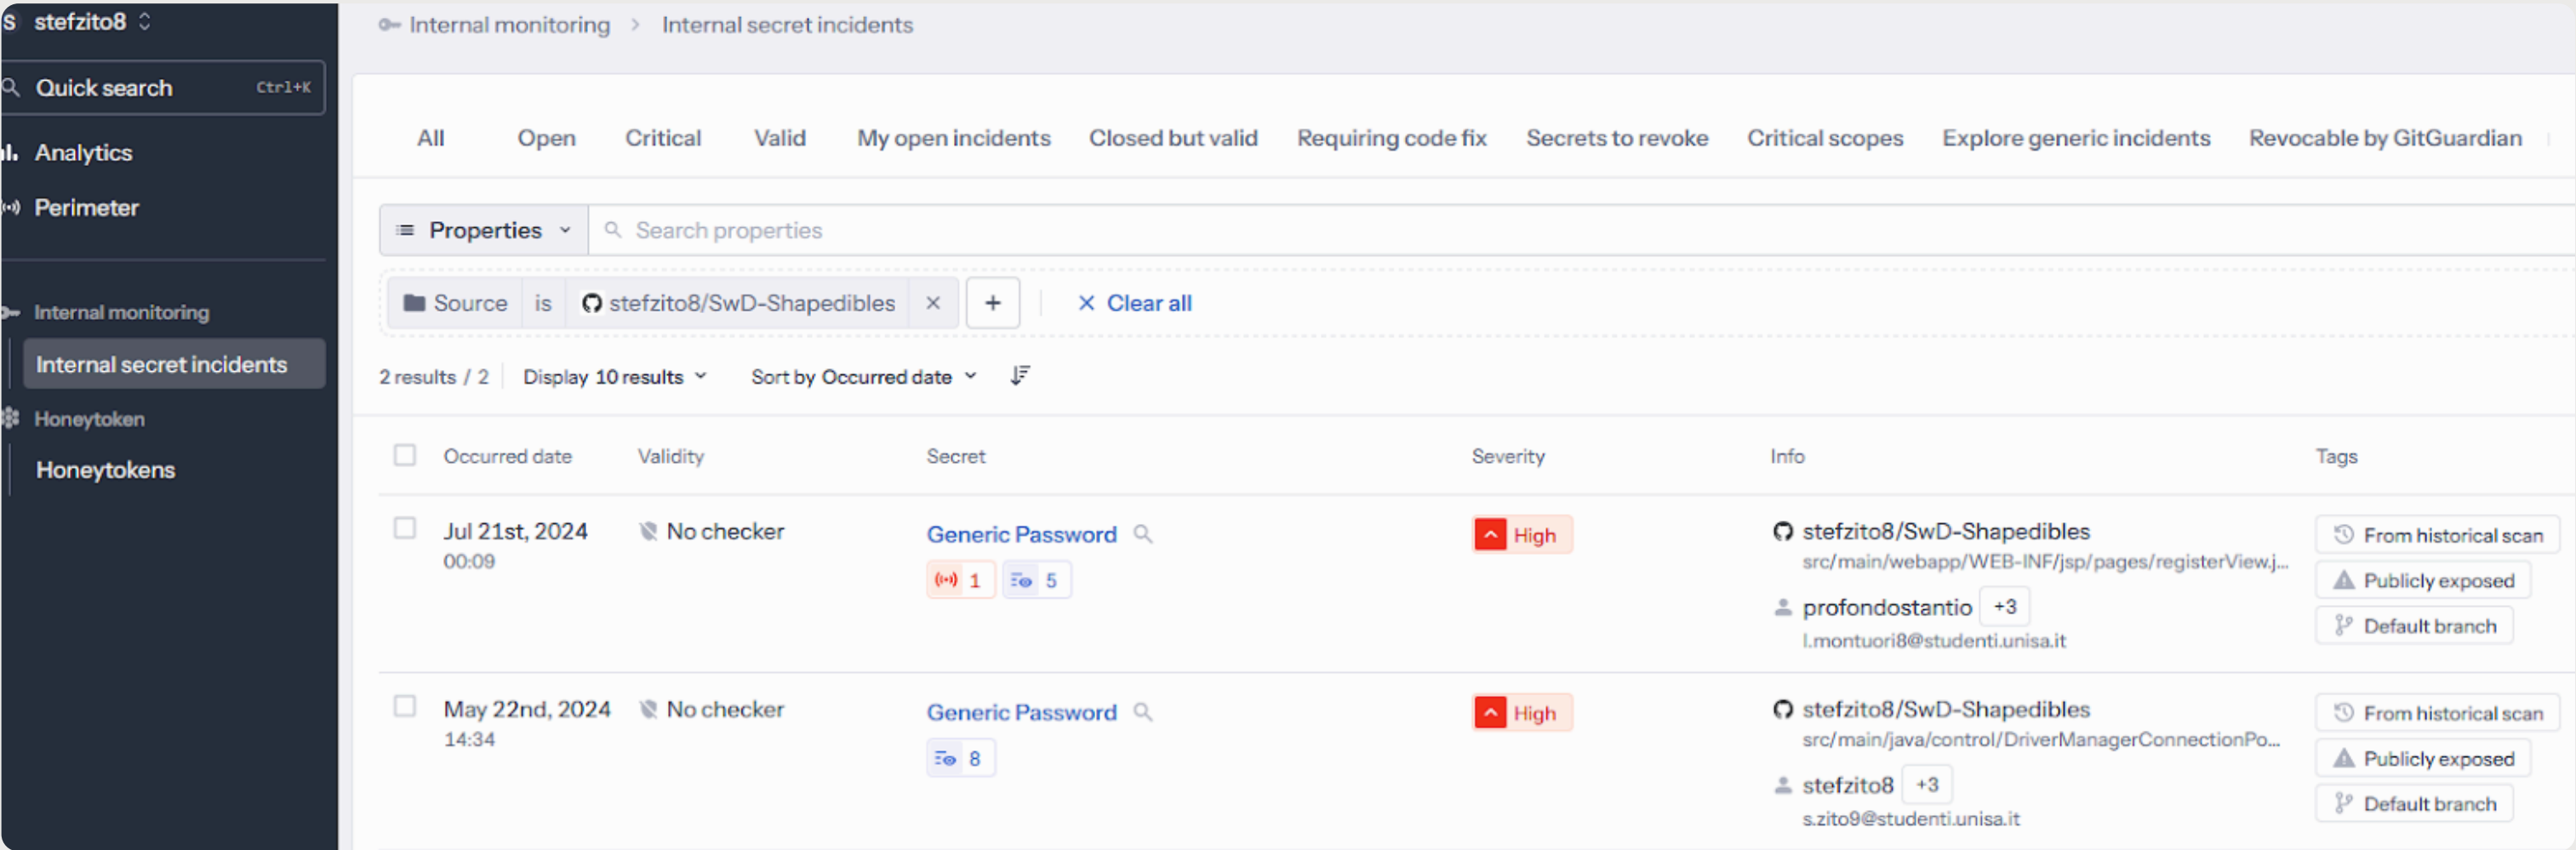 S stefzito8
Quick search Ctrl+K
Analytics
Perimeter
Internal monitoring
Internal secret incidents
Honeytoken
Honeytokens
Internal monitoring > Internal secret incidents
All Open Critical Valid My open incidents Closed but valid Requiring code fix Secrets to revoke Critical scopes Explore generic incidents Revocable by GitGuardian
Properties Search properties
Source is stefzito8/SwD-Shapedibles × + × Clear all
2 results / 2 Display 10 results Sort by Occurred date
Occurred date Validity Secret Severity Info Tags
Jul 21st, 2024 No checker Generic Password High stefzito8/SwD-Shapedibles From historical scan
00:09 src/main/webapp/WEB-INF/jsp/pages/registerView.j...
1 5 Publicly exposed
profondostantio +3 Default branch
l.montuori8@studenti.unisa.it
May 22nd, 2024 No checker Generic Password High stefzito8/SwD-Shapedibles From historical scan
14:34 src/main/java/control/DriverManagerConnectionPo...
8 Publicly exposed
stefzito8 +3 Default branch
s.zito9@studenti.unisa.it